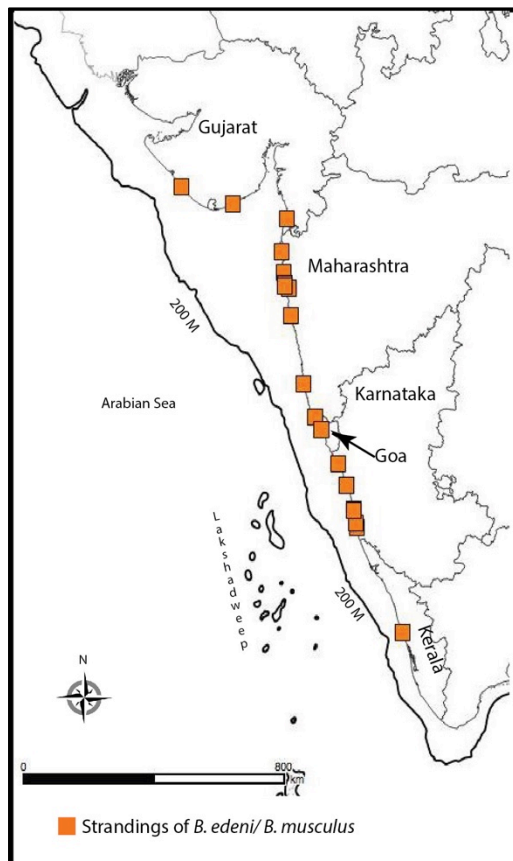 Gujarat
Maharashtra
200 M
Karnataka
Arabian Sea
Goa
Lakshadweep
200 M
Kerala
N
0 800
km
Strandings of B. edeni/ B. musculus